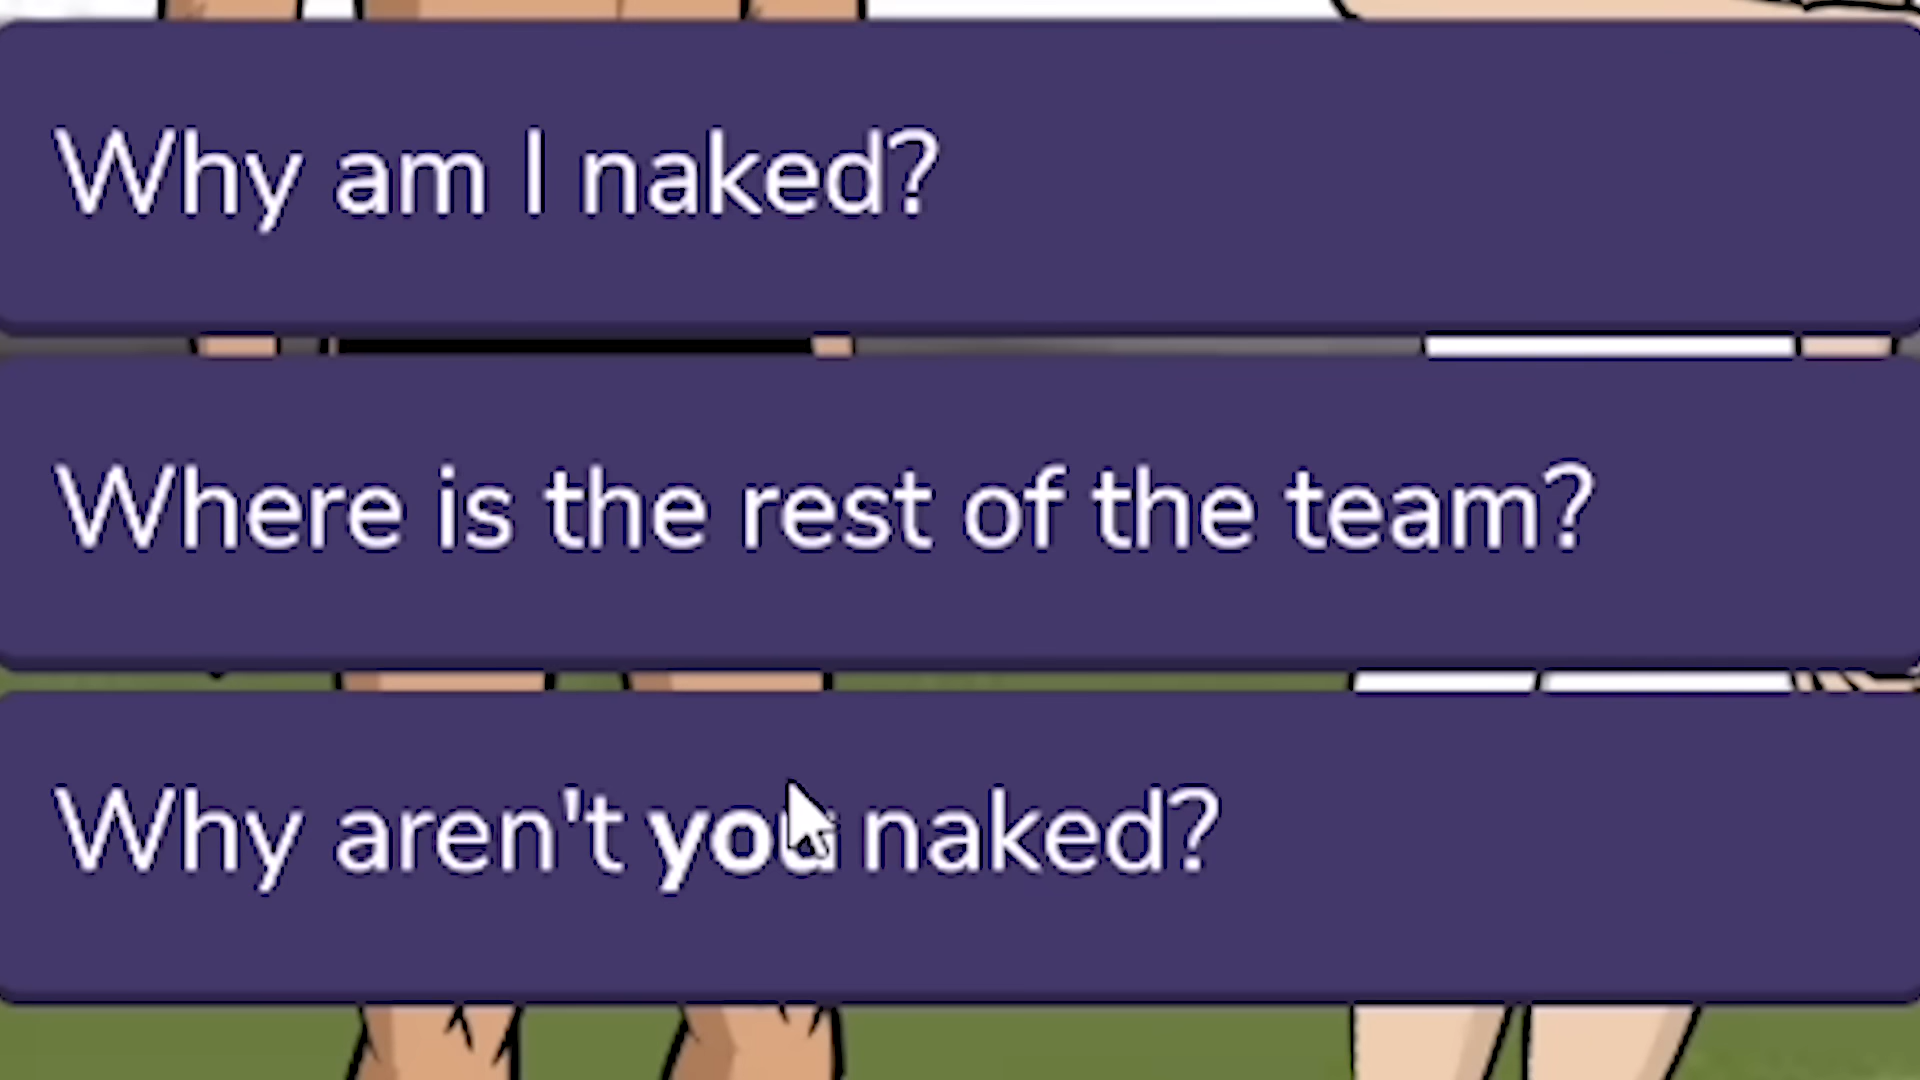 Why am I naked?
Where is the rest of the team?
Why aren't you naked?